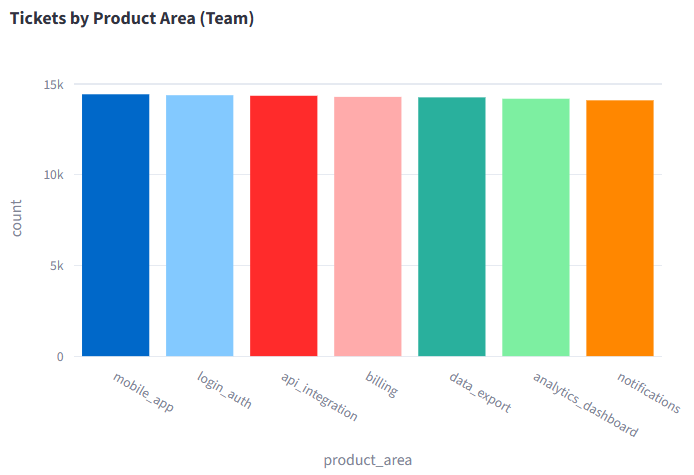 Tickets by Product Area (Team)
15k
10k
5k
0
count
mobile_app
login_auth
api_integration
billing
data_export
analytics_dashboard
notifications
product_area